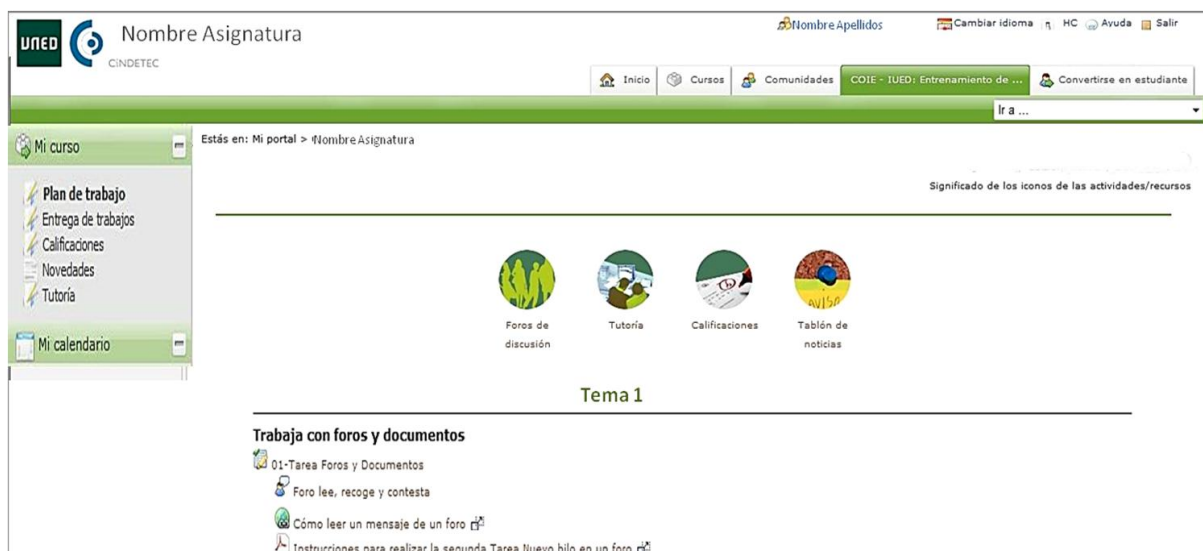 UNED
CiNDETEC
Nombre Asignatura
Nombre Apellidos
Cambiar idioma
HC
Ayuda
Salir
Inicio
Cursos
Comunidades
COIE - IUED: Entrenamiento de ...
Convertirse en estudiante
Ir a ...
Mi curso
Plan de trabajo
Entrega de trabajos
Calificaciones
Novedades
Tutoría
Mi calendario
Estás en: Mi portal > Nombre Asignatura
Significado de los iconos de las actividades/recursos
Foros de
discusión
Tutoría
Calificaciones
AVISO
Tablón de
noticias
Tema 1
Trabaja con foros y documentos
01-Tarea Foros y Documentos
Foro lee, recoge y contesta
Cómo leer un mensaje de un foro
Instrucciones para realizar la segunda Tarea Nuevo hilo en un foro